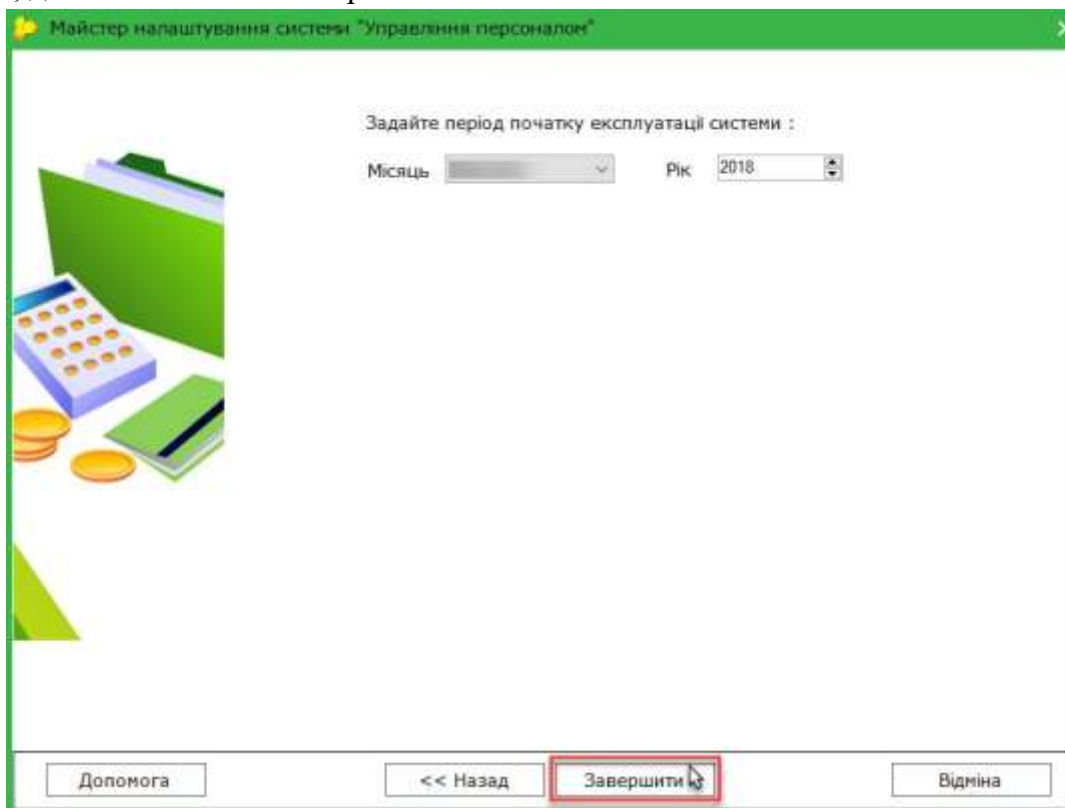 Майстер налаштування системи "Управління персоналом"
Задайте період початку експлуатації системи :
Місяць Рік 2018
Допомога << Назад Завершити Відміна